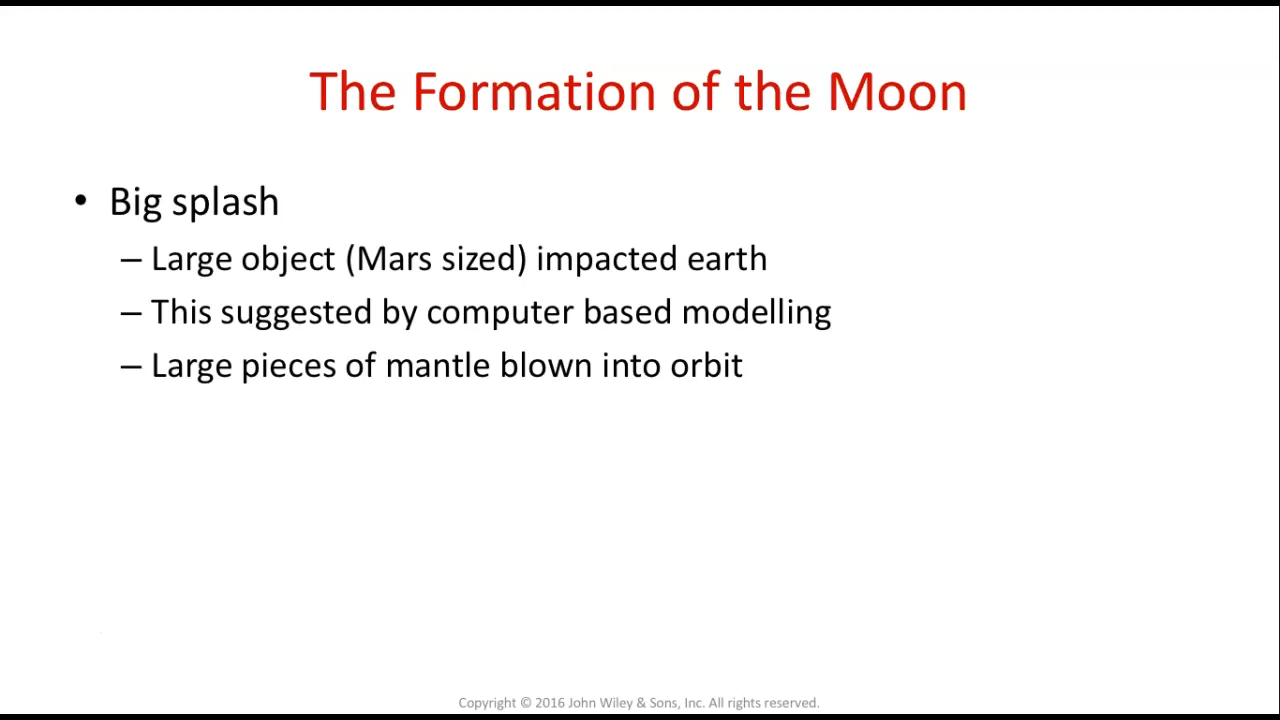 The Formation of the Moon
• Big splash
– Large object (Mars sized) impacted earth
– This suggested by computer based modelling
– Large pieces of mantle blown into orbit
Copyright © 2016 John Wiley & Sons, Inc. All rights reserved.